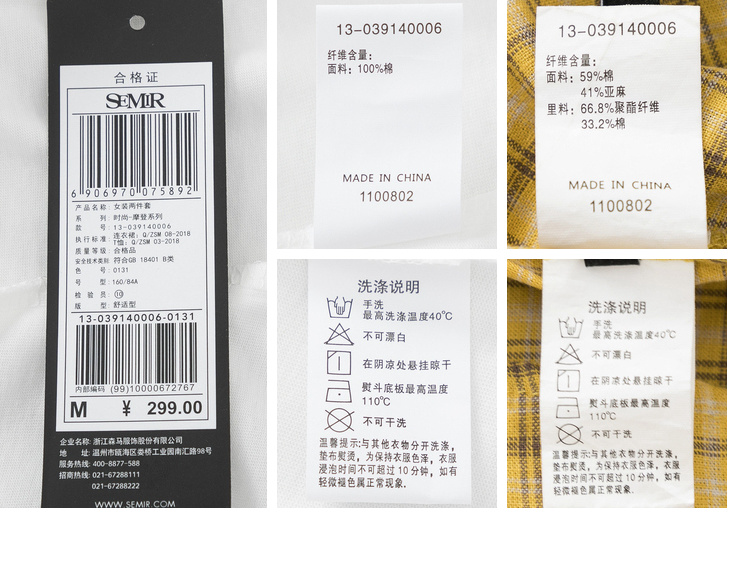 合格证
SEMIR
6 906970 075892
产品名称: 女装两件套
系 列: 时尚-摩登系列
款 号: 13-039140006
执行标准: 连衣裙: Q/ZSM 08-2018
T恤: Q/ZSM 03-2018
质量等级: 合格品
安全技术类别: 符合GB 18401 B类
色 号: 0131
号 型: 160/84A
检 验 员: ⑩
版 型: 舒适型
13-039140006-0131
内部编码 (99)10000672767
M ¥ 299.00
企业名称: 浙江森马服饰股份有限公司
地 址: 温州市瓯海区娄桥工业园南汇路98号
服务热线: 400-8877-588
招商热线: 021-67288111
021-67288222
WWW.SEMIR.COM
13-039140006
纤维含量:
面料: 100%棉
MADE IN CHINA
1100802
13-039140006
纤维含量:
面料: 59%棉
41%亚麻
里料: 66.8%聚酯纤维
33.2%棉
MADE IN CHINA
1100802
洗涤说明
手洗
最高洗涤温度40℃
不可漂白
在阴凉处悬挂晾干
熨斗底板最高温度
110℃
不可干洗
温馨提示:与其他衣物分开洗涤,
垫布熨烫, 为保持衣服色泽, 衣服
浸泡时间不可超过10分钟, 如有
轻微褪色属正常现象.
洗涤说明
手洗
最高洗涤温度40℃
不可漂白
在阴凉处悬挂晾干
熨斗底板最高温度
110℃
不可干洗
温馨提示:与其他衣物分开洗涤,
垫布熨烫, 为保持衣服色泽, 衣服
浸泡时间不可超过10分钟, 如有
轻微褪色属正常现象.